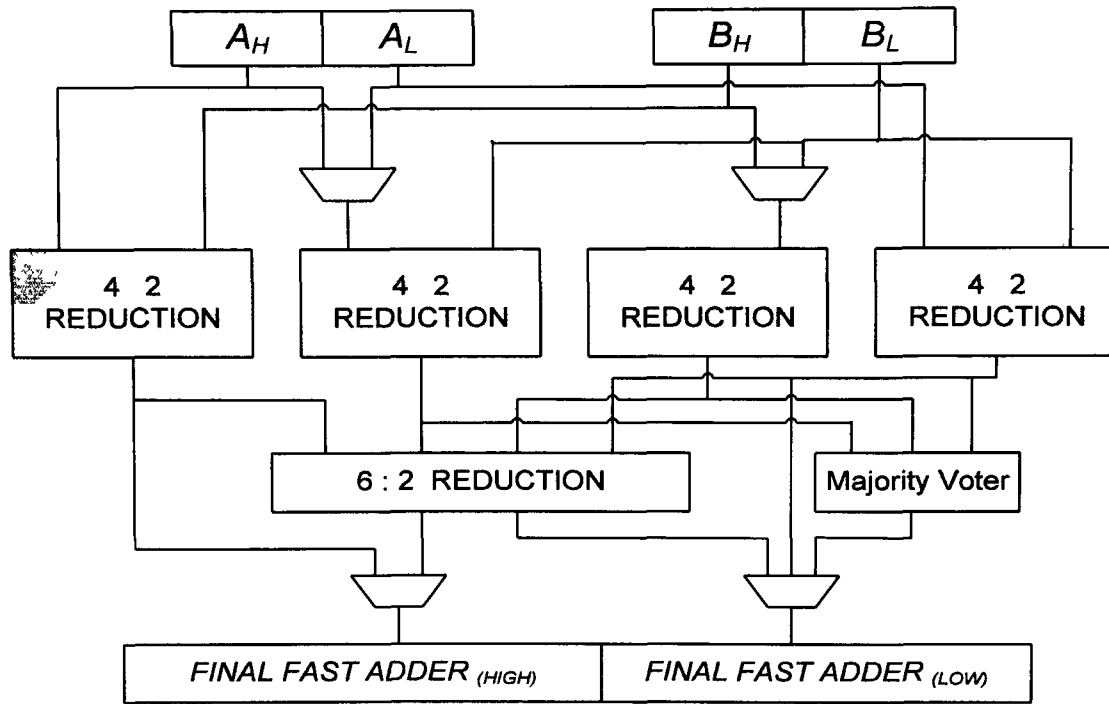 A_H A_L B_H B_L
4 2 REDUCTION
4 2 REDUCTION
4 2 REDUCTION
4 2 REDUCTION
6 : 2 REDUCTION
Majority Voter
FINAL FAST ADDER (HIGH)
FINAL FAST ADDER (LOW)